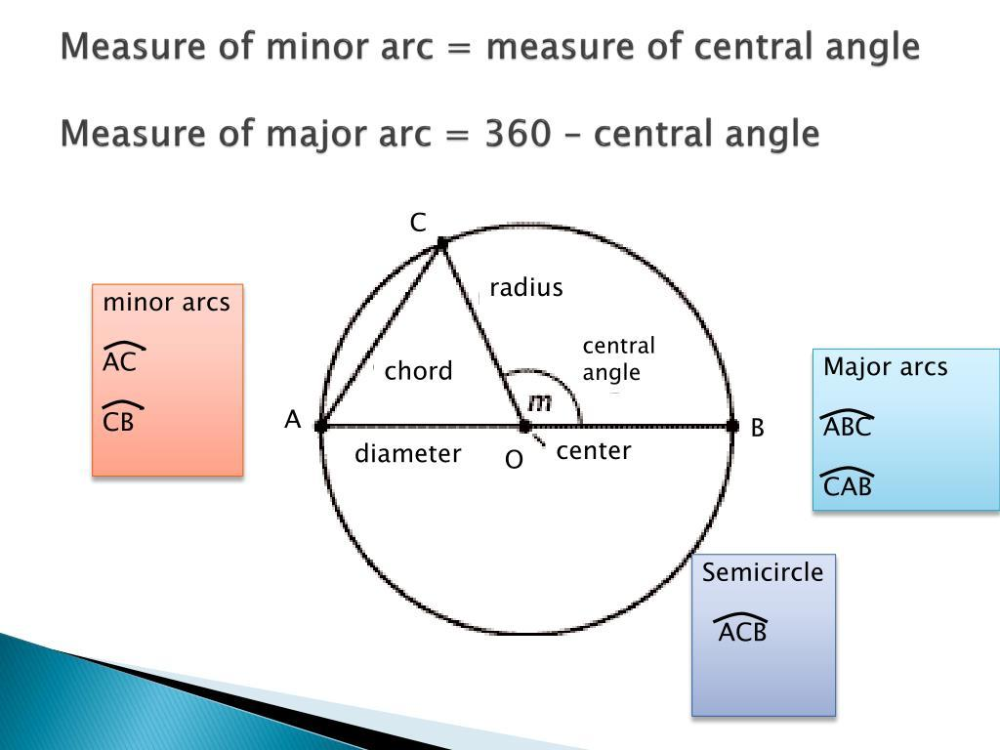 Measure of minor arc = measure of central angle
Measure of major arc = 360 – central angle
C
radius
minor arcs
AC
CB
central
angle
chord
m
Major arcs
ABC
CAB
A
B
diameter
O
center
Semicircle
ACB